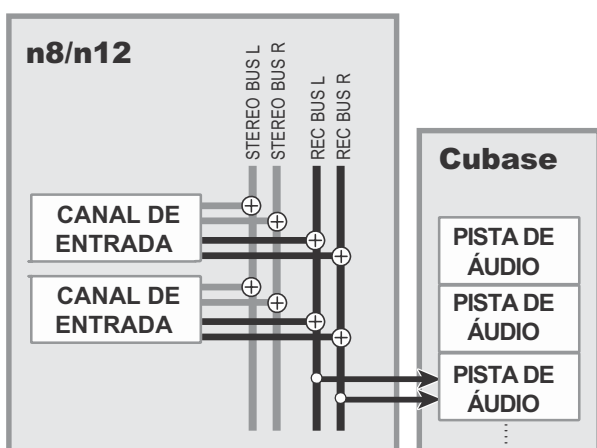 n8/n12
STEREO BUS L
STEREO BUS R
REC BUS L
REC BUS R
CANAL DE
ENTRADA
CANAL DE
ENTRADA
Cubase
PISTA DE
ÁUDIO
PISTA DE
ÁUDIO
PISTA DE
ÁUDIO